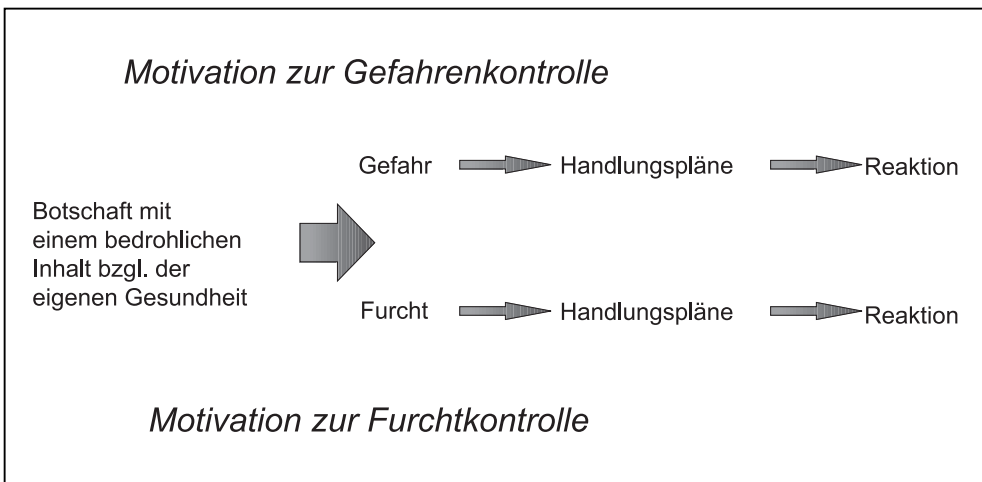 Motivation zur Gefahrenkontrolle
Gefahr Handlungspläne Reaktion
Botschaft mit
einem bedrohlichen
Inhalt bzgl. der
eigenen Gesundheit
Furcht Handlungspläne Reaktion
Motivation zur Furchtkontrolle